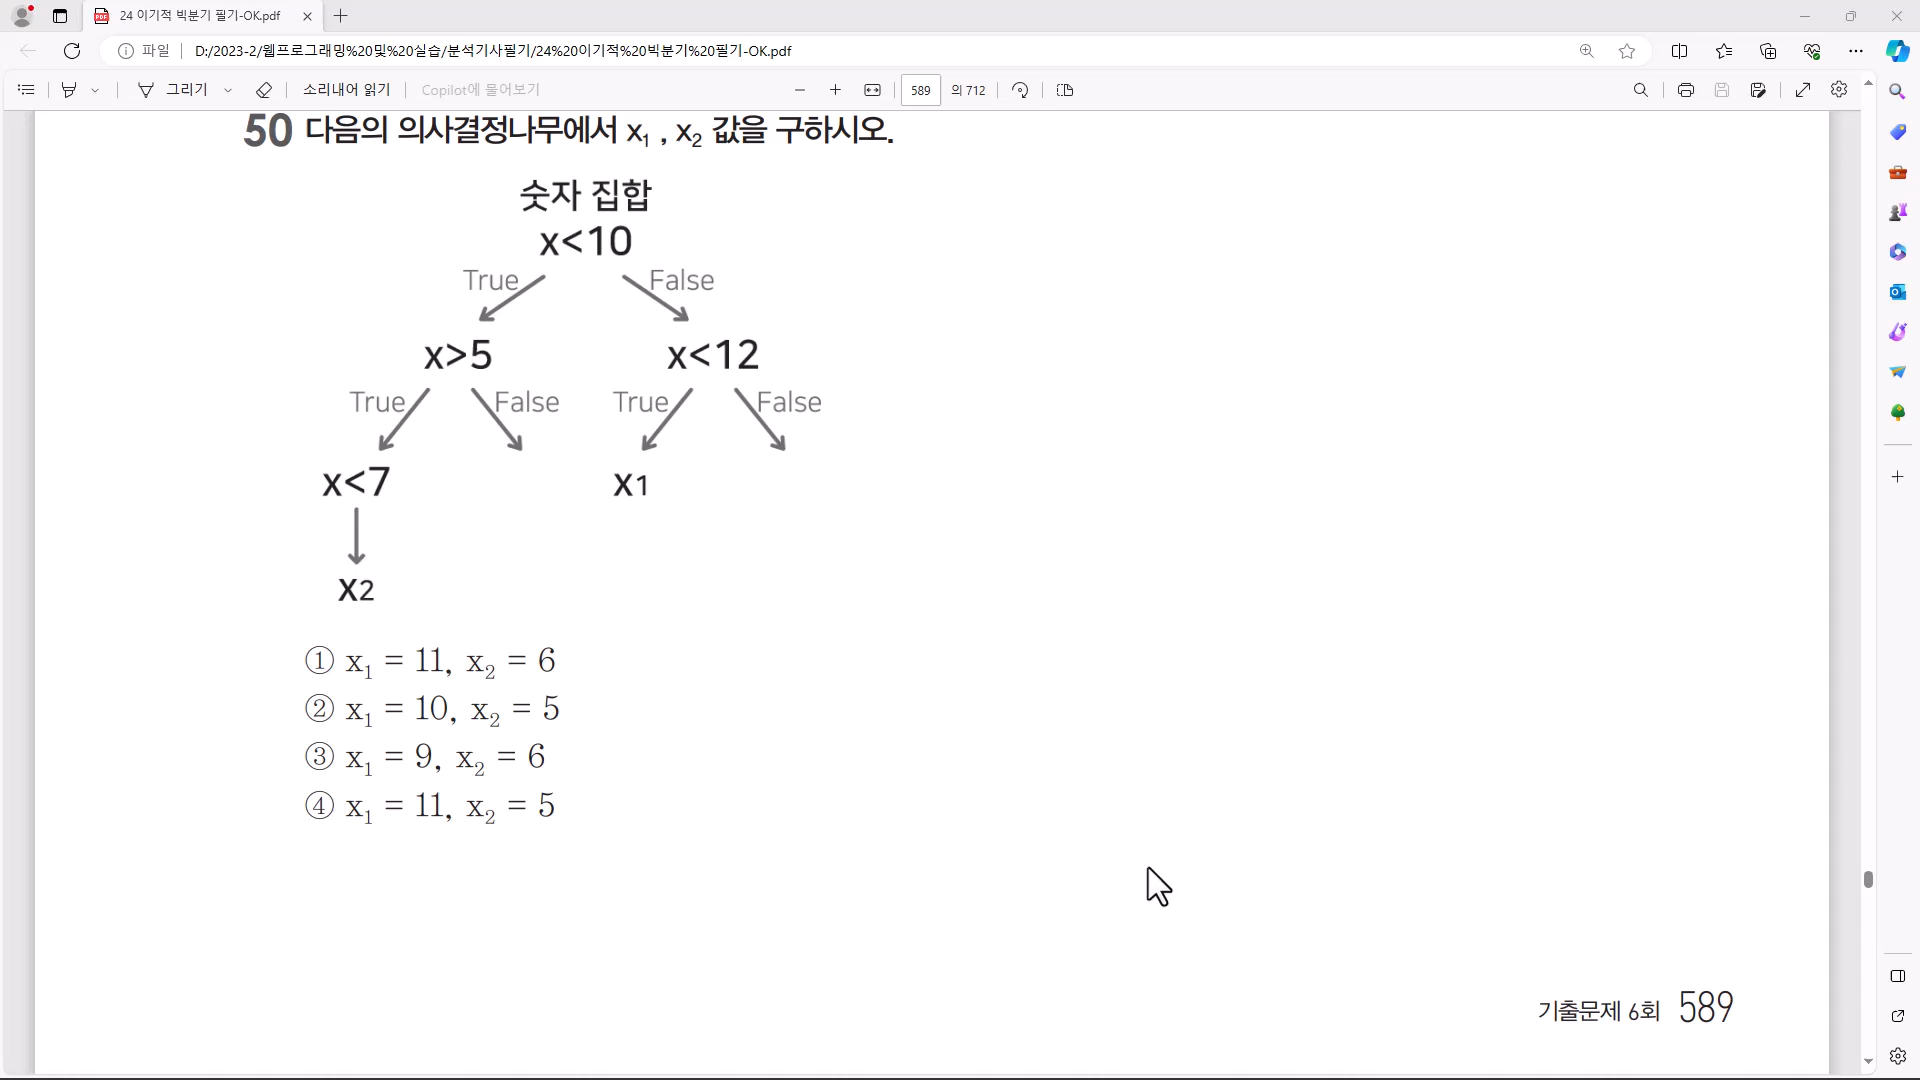 24 이기적 빅분기 필기-OK.pdf
파일
D:/2023-2/웹프로그래밍%20및%20실습/분석기사필기/24%20이기적%20빅분기%20필기-OK.pdf
그리기
소리내어 읽기
Copilot에 물어보기
589
의 712
50 다음의 의사결정나무에서 x₁ , x₂ 값을 구하시오.
숫자 집합
x<10
True
False
x>5
x<12
True
False
True
False
x<7
x1
x2
① x₁ = 11, x₂ = 6
② x₁ = 10, x₂ = 5
③ x₁ = 9, x₂ = 6
④ x₁ = 11, x₂ = 5
기출문제 6회 589